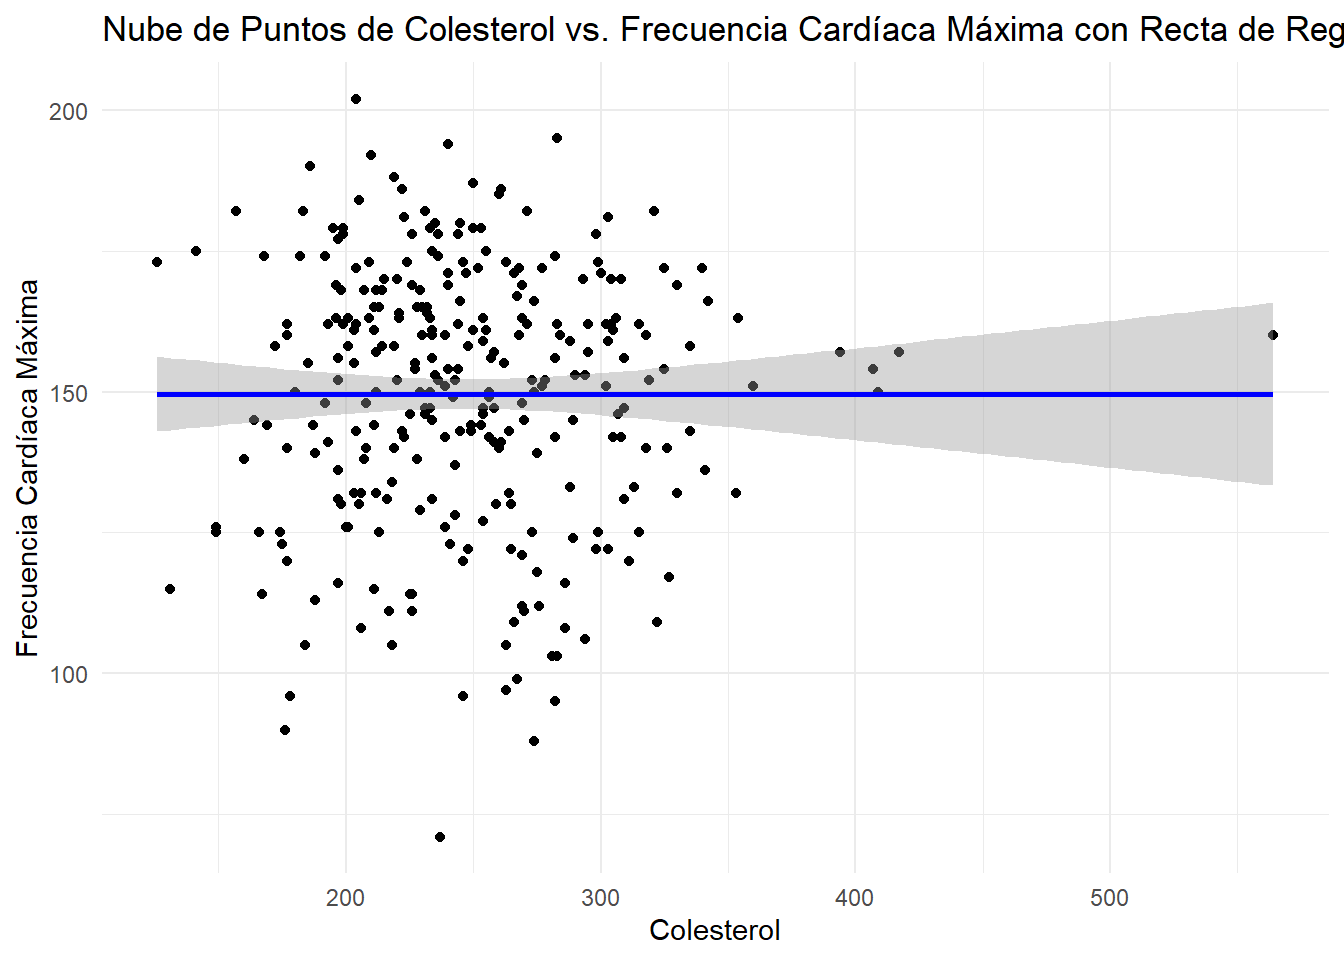 Nube de Puntos de Colesterol vs. Frecuencia Cardíaca Máxima con Recta de Reg
200
150
100
Frecuencia Cardíaca Máxima
200 300 400 500
Colesterol